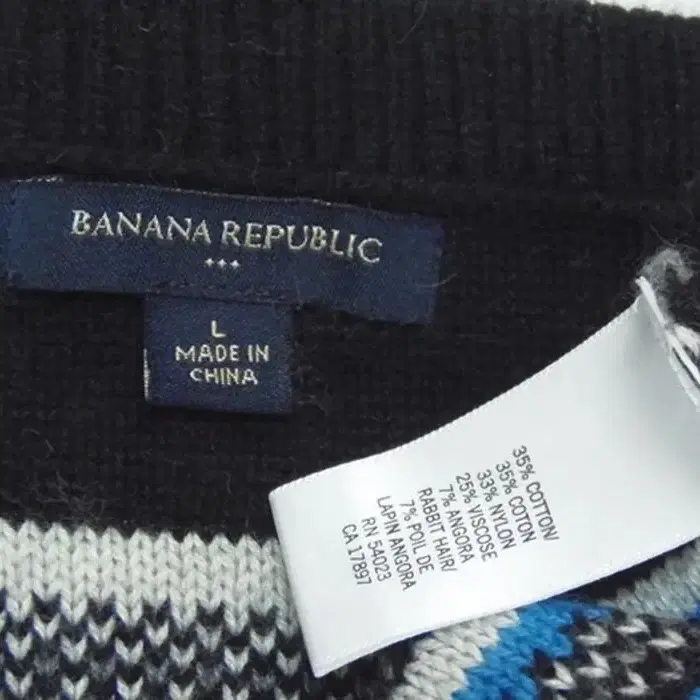 BANANA REPUBLIC
L
MADE IN
CHINA
35% COTTON/
35% COTON
33% NYLON
25% VISCOSE
7% ANGORA
RABBIT HAIR/
7% POIL DE
LAPIN ANGORA
RN 54023
CA 17897